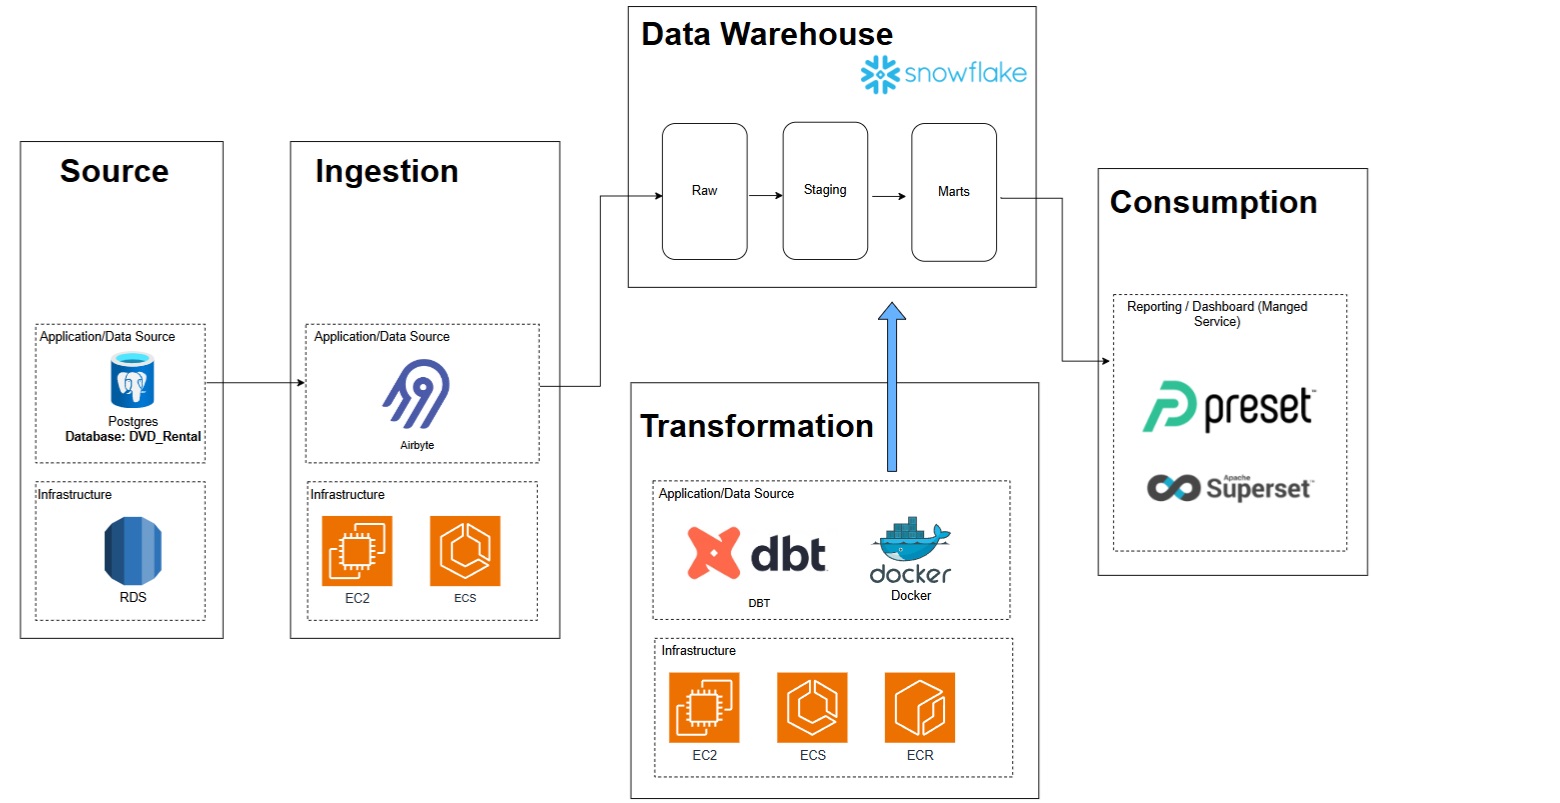 Source
Application/Data Source
Postgres
Database: DVD_Rental
Infrastructure
RDS
Ingestion
Application/Data Source
Airbyte
Infrastructure
EC2
ECS
Data Warehouse
snowflake
Raw
Staging
Marts
Transformation
Application/Data Source
dbt
DBT
docker
Docker
Infrastructure
EC2
ECS
ECR
Consumption
Reporting / Dashboard (Manged
Service)
preset™
Apache
Superset™